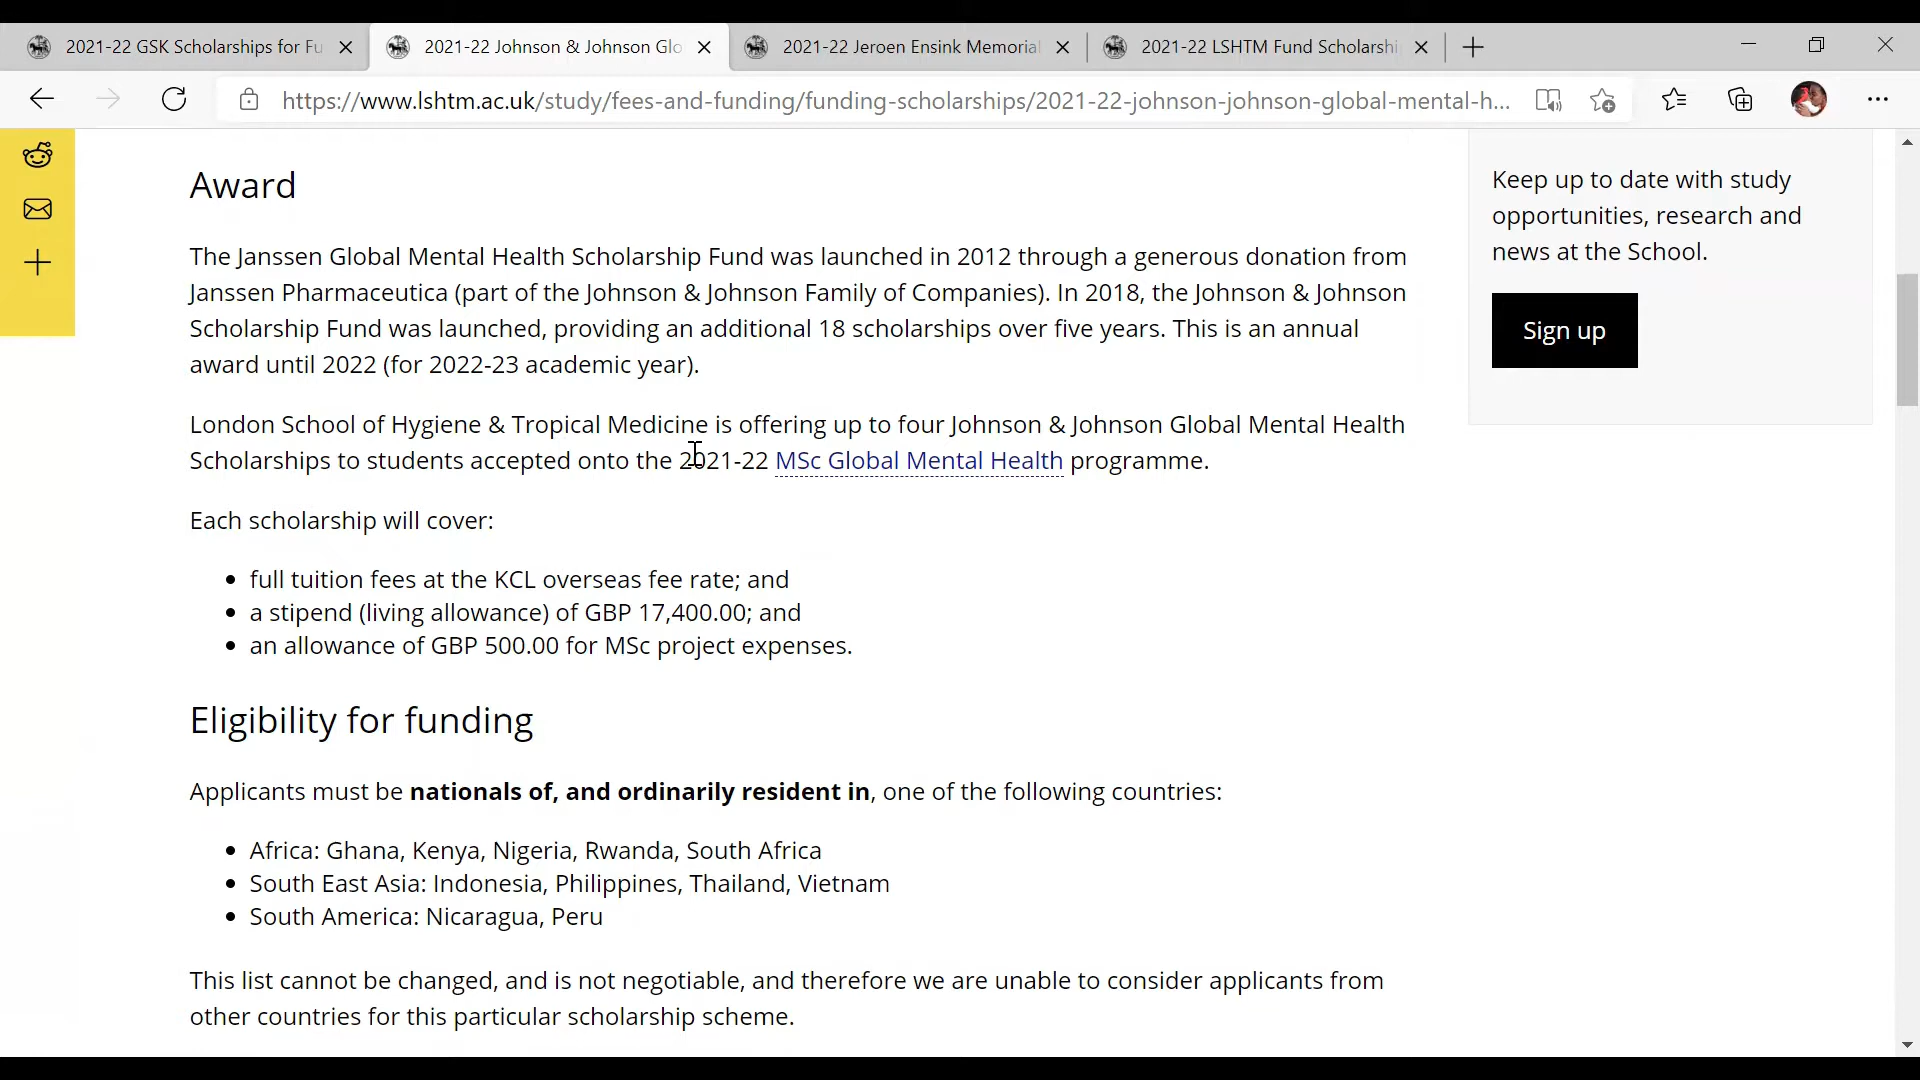 2021-22 GSK Scholarships for Fu
2021-22 Johnson & Johnson Glo
2021-22 Jeroen Ensink Memorial
2021-22 LSHTM Fund Scholarshi
https://www.lshtm.ac.uk/study/fees-and-funding/funding-scholarships/2021-22-johnson-johnson-global-mental-h...
Award
The Janssen Global Mental Health Scholarship Fund was launched in 2012 through a generous donation from
Janssen Pharmaceutica (part of the Johnson & Johnson Family of Companies). In 2018, the Johnson & Johnson
Scholarship Fund was launched, providing an additional 18 scholarships over five years. This is an annual
award until 2022 (for 2022-23 academic year).
London School of Hygiene & Tropical Medicine is offering up to four Johnson & Johnson Global Mental Health
Scholarships to students accepted onto the 2021-22 MSc Global Mental Health programme.
Each scholarship will cover:
• full tuition fees at the KCL overseas fee rate; and
• a stipend (living allowance) of GBP 17,400.00; and
• an allowance of GBP 500.00 for MSc project expenses.
Eligibility for funding
Applicants must be nationals of, and ordinarily resident in, one of the following countries:
• Africa: Ghana, Kenya, Nigeria, Rwanda, South Africa
• South East Asia: Indonesia, Philippines, Thailand, Vietnam
• South America: Nicaragua, Peru
This list cannot be changed, and is not negotiable, and therefore we are unable to consider applicants from
other countries for this particular scholarship scheme.
Keep up to date with study
opportunities, research and
news at the School.
Sign up